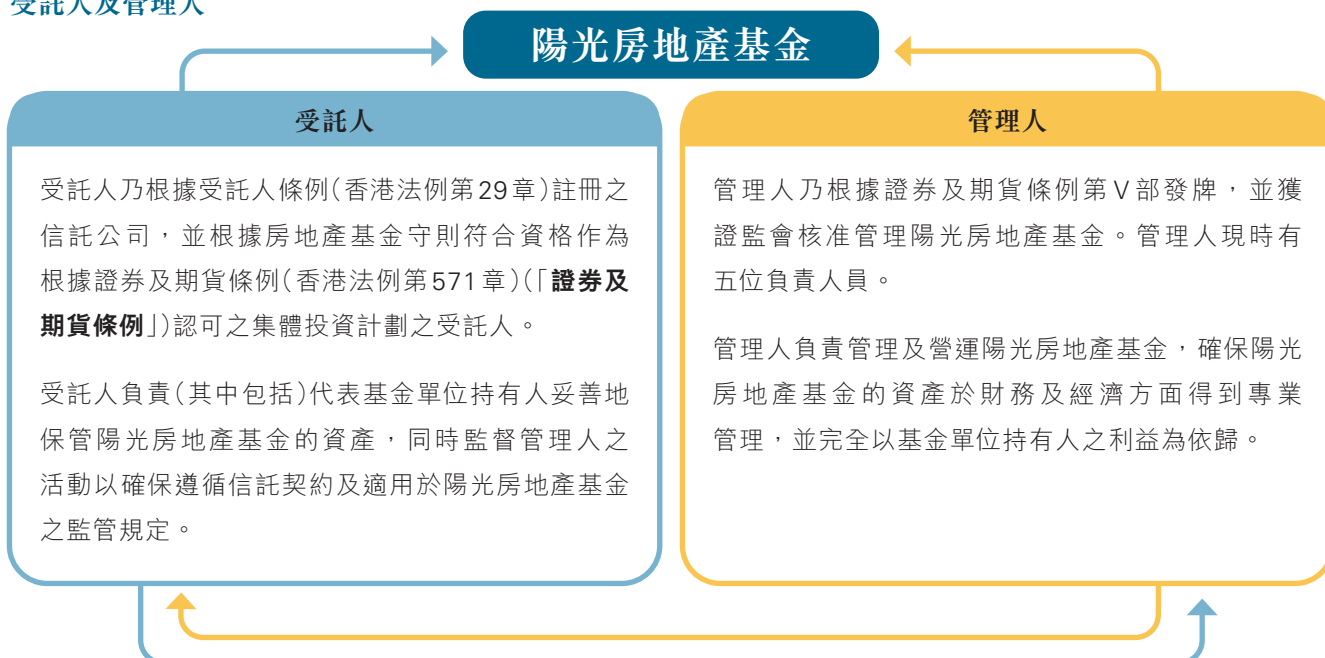 受託人及管理人
陽光房地產基金
受託人
受託人乃根據受託人條例(香港法例第29章)註冊之
信託公司，並根據房地產基金守則符合資格作為
根據證券及期貨條例(香港法例第571章)(「證券及
期貨條例」)認可之集體投資計劃之受託人。
受託人負責(其中包括)代表基金單位持有人妥善地
保管陽光房地產基金的資產，同時監督管理人之
活動以確保遵循信託契約及適用於陽光房地產基金
之監管規定。
管理人
管理人乃根據證券及期貨條例第V部發牌，並獲
證監會核准管理陽光房地產基金。管理人現時有
五位負責人員。
管理人負責管理及營運陽光房地產基金，確保陽光
房地產基金的資產於財務及經濟方面得到專業
管理，並完全以基金單位持有人之利益為依歸。